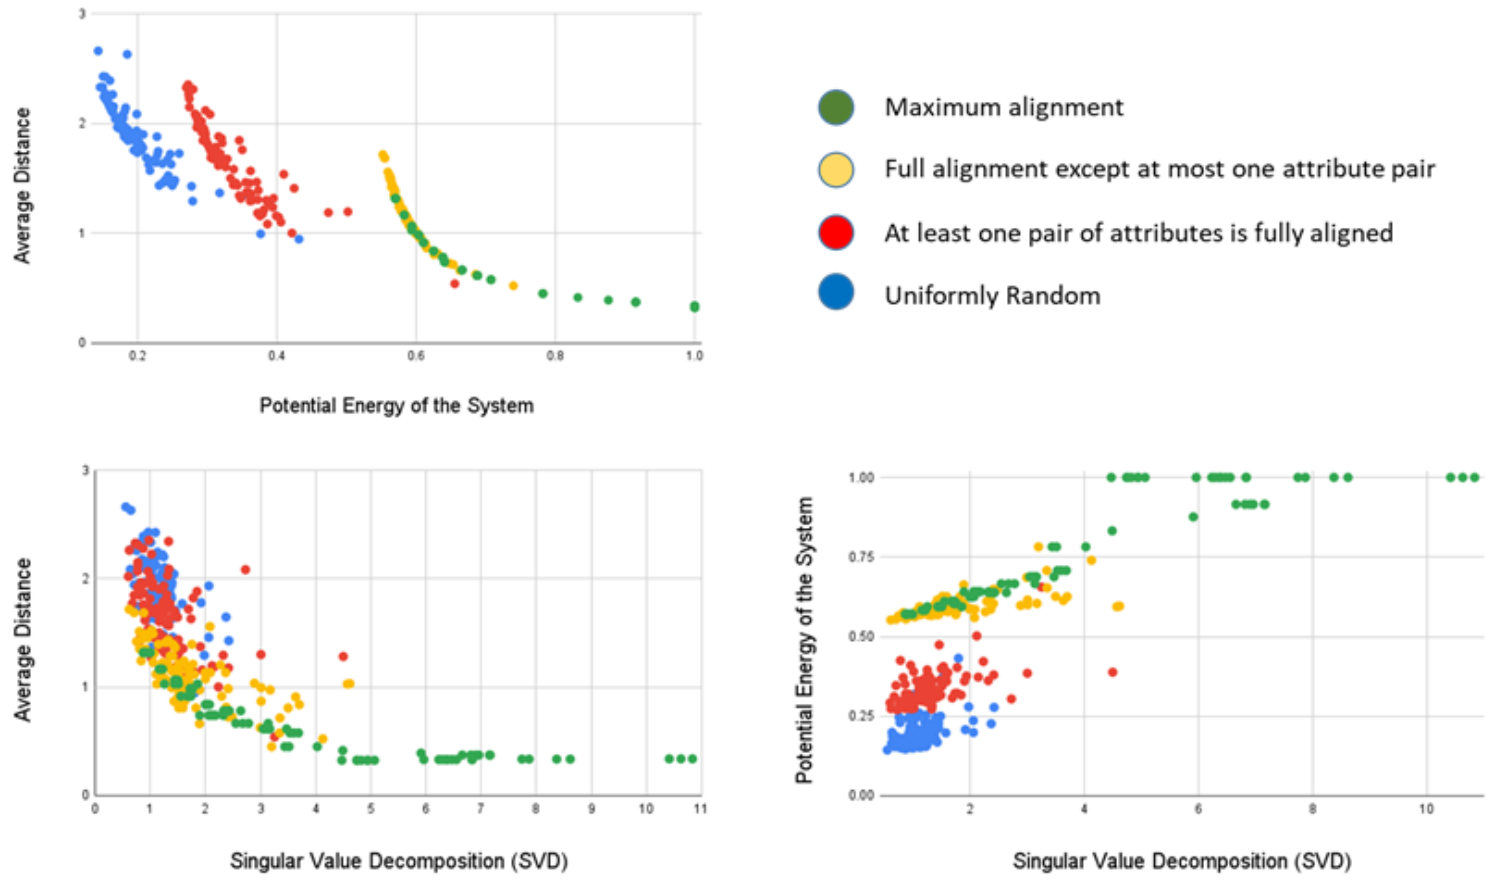 3
2
1
0
Average Distance
0.2 0.4 0.6 0.8 1.0
Potential Energy of the System
Maximum alignment
Full alignment except at most one attribute pair
At least one pair of attributes is fully aligned
Uniformly Random
3
2
1
0
Average Distance
0 1 2 3 4 5 6 7 8 9 10 11
Singular Value Decomposition (SVD)
1.00
0.75
0.50
0.25
0.00
Potential Energy of the System
2 4 6 8 10
Singular Value Decomposition (SVD)